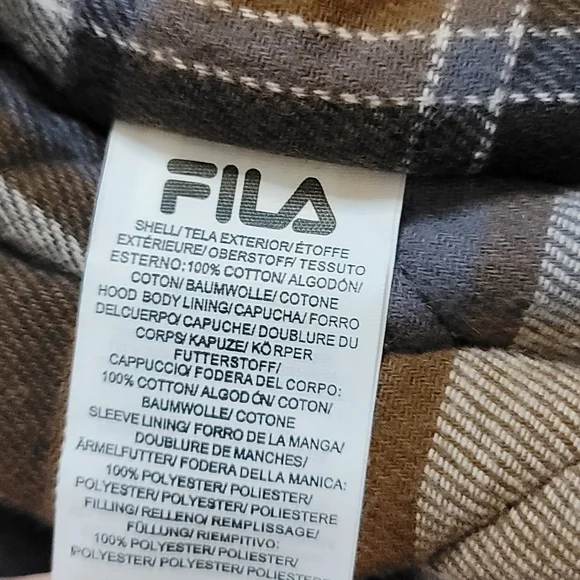 FILA
SHELL/ TELA EXTERIOR/ ÉTOFFE
EXTÉRIEURE/ OBERSTOFF/ TESSUTO
ESTERNO: 100% COTTON/ ALGODÓN/
COTON/ BAUMWOLLE/ COTONE
HOOD BODY LINING/ CAPUCHA/ FORRO
DELCUERPO/ CAPUCHE/ DOUBLURE DU
CORPS/ KAPUZE/ KÖRPER
FUTTERSTOFF/
CAPPUCCIO/ FODERA DEL CORPO:
100% COTTON/ ALGODÓN/ COTON/
BAUMWOLLE/ COTONE
SLEEVE LINING/ FORRO DE LA MANGA/
DOUBLURE DE MANCHES/
ÄRMELFUTTER/ FODERA DELLA MANICA:
100% POLYESTER/ POLIÉSTER/
POLYESTER/ POLYESTER/ POLIESTERE
FILLING/ RELLENO/ REMPLISSAGE/
FÜLLUNG/ RIEMPITIVO:
100% POLYESTER/ POLIÉSTER/
POLYESTER/ POLYESTER/